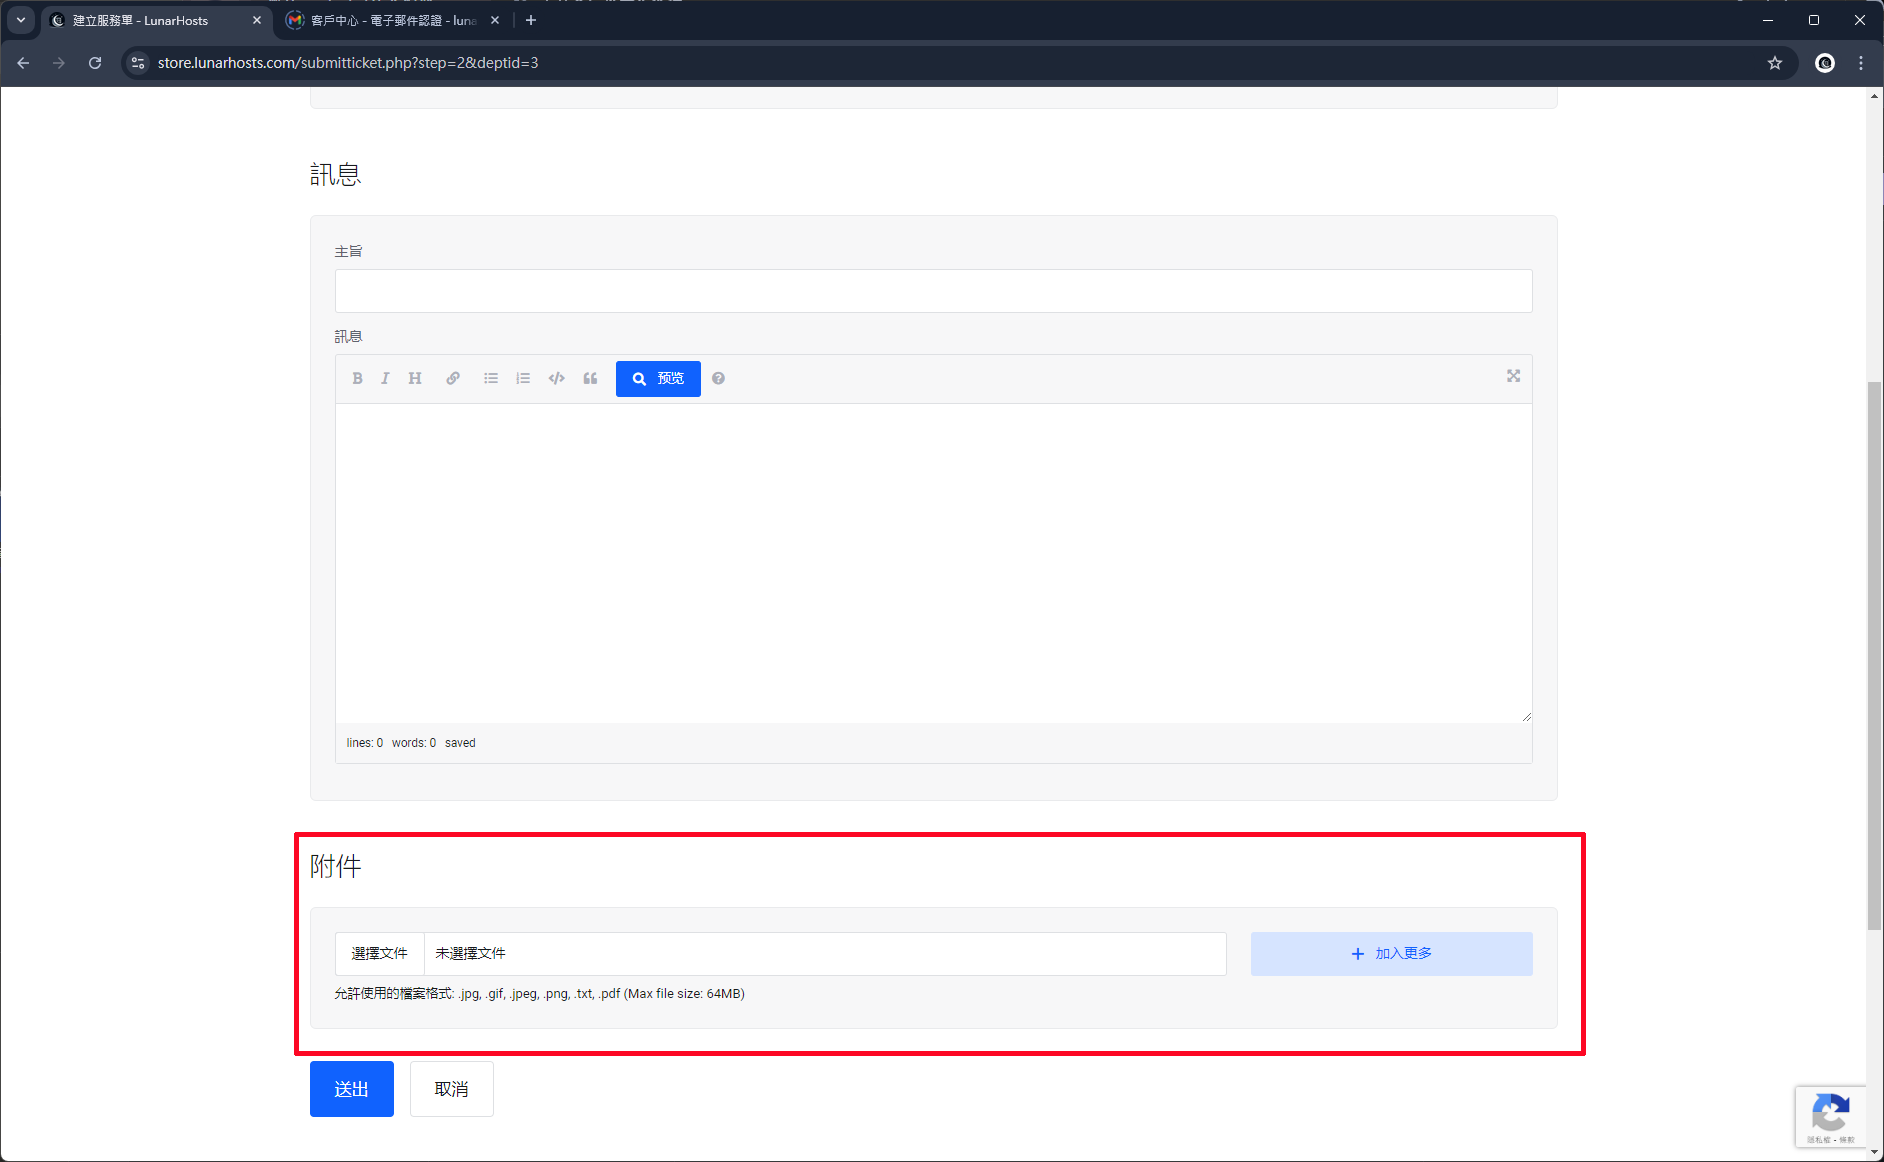 建立服務單 - LunarHosts
客戶中心 - 電子郵件認證 - luna
store.lunarhosts.com/submitticket.php?step=2&deptid=3
訊息
主旨
訊息
B I H
预览
lines: 0 words: 0 saved
附件
選擇文件 未選擇文件
加入更多
允許使用的檔案格式: .jpg, .gif, .jpeg, .png, .txt, .pdf (Max file size: 64MB)
送出 取消
隱私權 - 條款